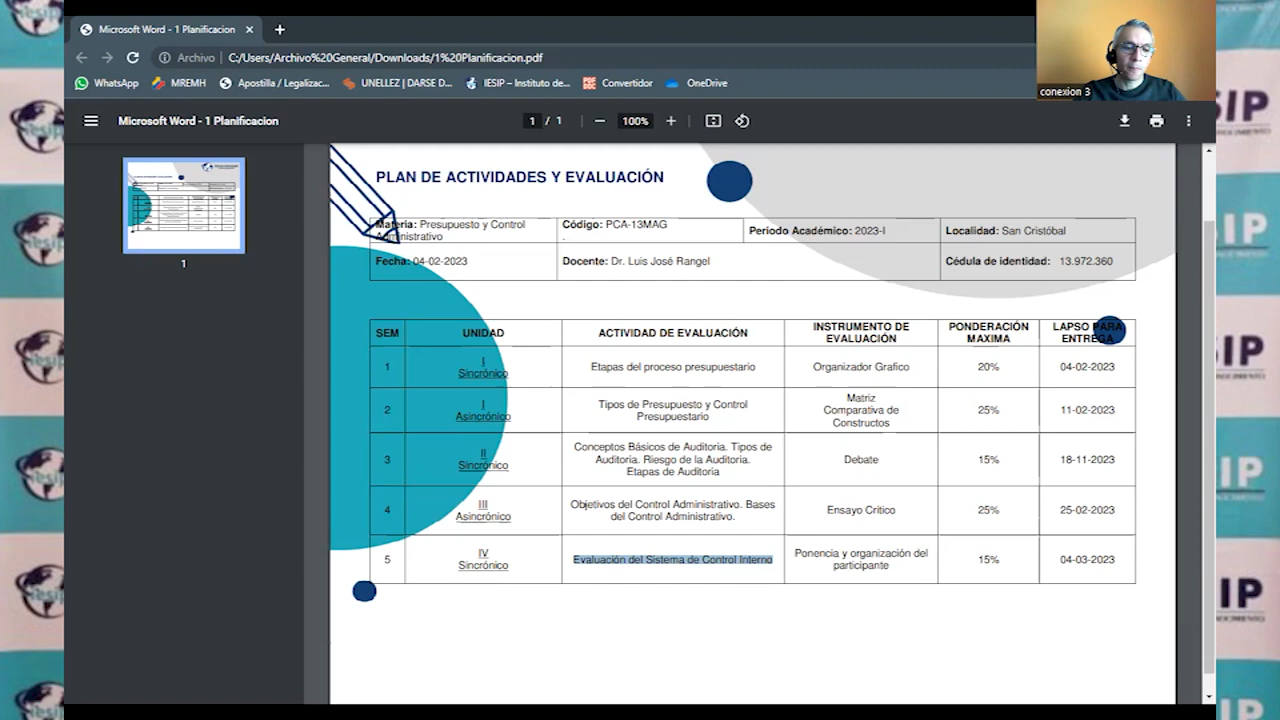 Microsoft Word - 1 Planificacion
Archivo
C:/Users/Archivo%20General/Downloads/1%20Planificacion.pdf
WhatsApp
MREMH
Apostilla / Legalizac...
UNELLEZ | DARSE D...
IESIP – Instituto de...
Convertidor
OneDrive
conexion 3
Microsoft Word - 1 Planificacion
1 / 1
100%
1
PLAN DE ACTIVIDADES Y EVALUACIÓN
Materia: Presupuesto y Control
Administrativo
Código: PCA-13MAG
.
Periodo Académico: 2023-I
Localidad: San Cristóbal
Fecha: 04-02-2023
Docente: Dr. Luis José Rangel
Cédula de identidad: 13.972.360
SEM
UNIDAD
ACTIVIDAD DE EVALUACIÓN
INSTRUMENTO DE
EVALUACIÓN
PONDERACIÓN
MAXIMA
LAPSO PARA
ENTREGA
1
I
Sincrónico
Etapas del proceso presupuestario
Organizador Grafico
20%
04-02-2023
2
I
Asincrónico
Tipos de Presupuesto y Control
Presupuestario
Matriz
Comparativa de
Constructos
25%
11-02-2023
3
II
Sincrónico
Conceptos Básicos de Auditoria. Tipos de
Auditoria. Riesgo de la Auditoria.
Etapas de Auditoria
Debate
15%
18-11-2023
4
III
Asincrónico
Objetivos del Control Administrativo. Bases
del Control Administrativo.
Ensayo Critico
25%
25-02-2023
5
IV
Sincrónico
Evaluación del Sistema de Control Interno
Ponencia y organización del
participante
15%
04-03-2023